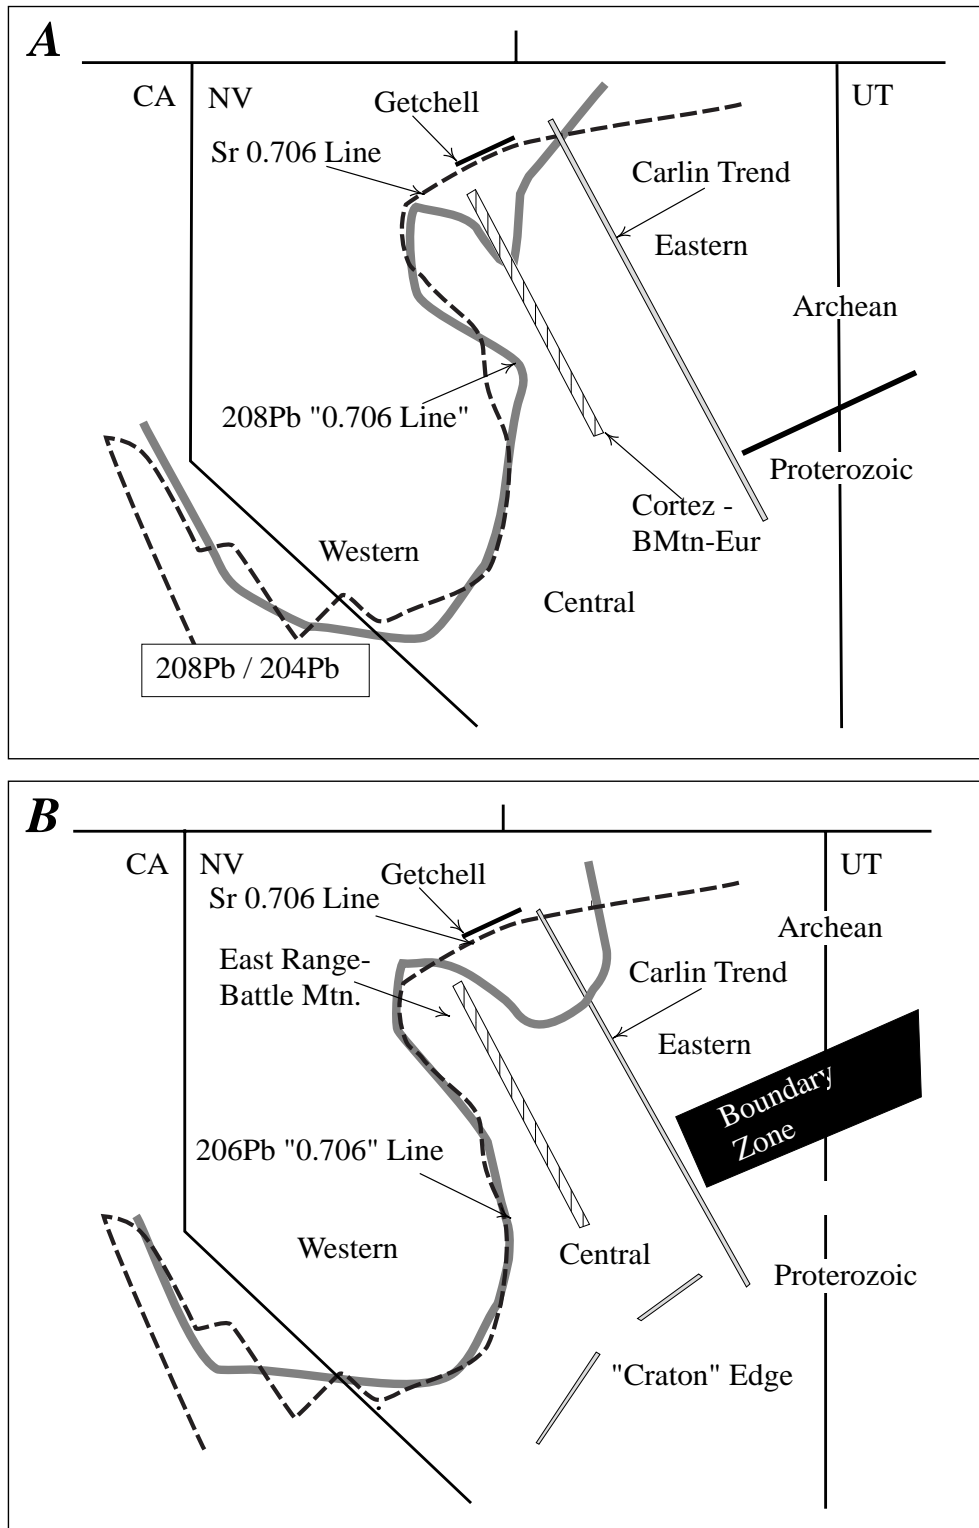 A
CA
NV
UT
Getchell
Sr 0.706 Line
Carlin Trend
Eastern
Archean
208Pb "0.706 Line"
Proterozoic
Cortez -
BMtn-Eur
Western
Central
208Pb / 204Pb
B
CA
NV
UT
Getchell
Sr 0.706 Line
Archean
East Range-
Battle Mtn.
Carlin Trend
Eastern
Boundary
Zone
206Pb "0.706" Line
Western
Central
Proterozoic
"Craton" Edge